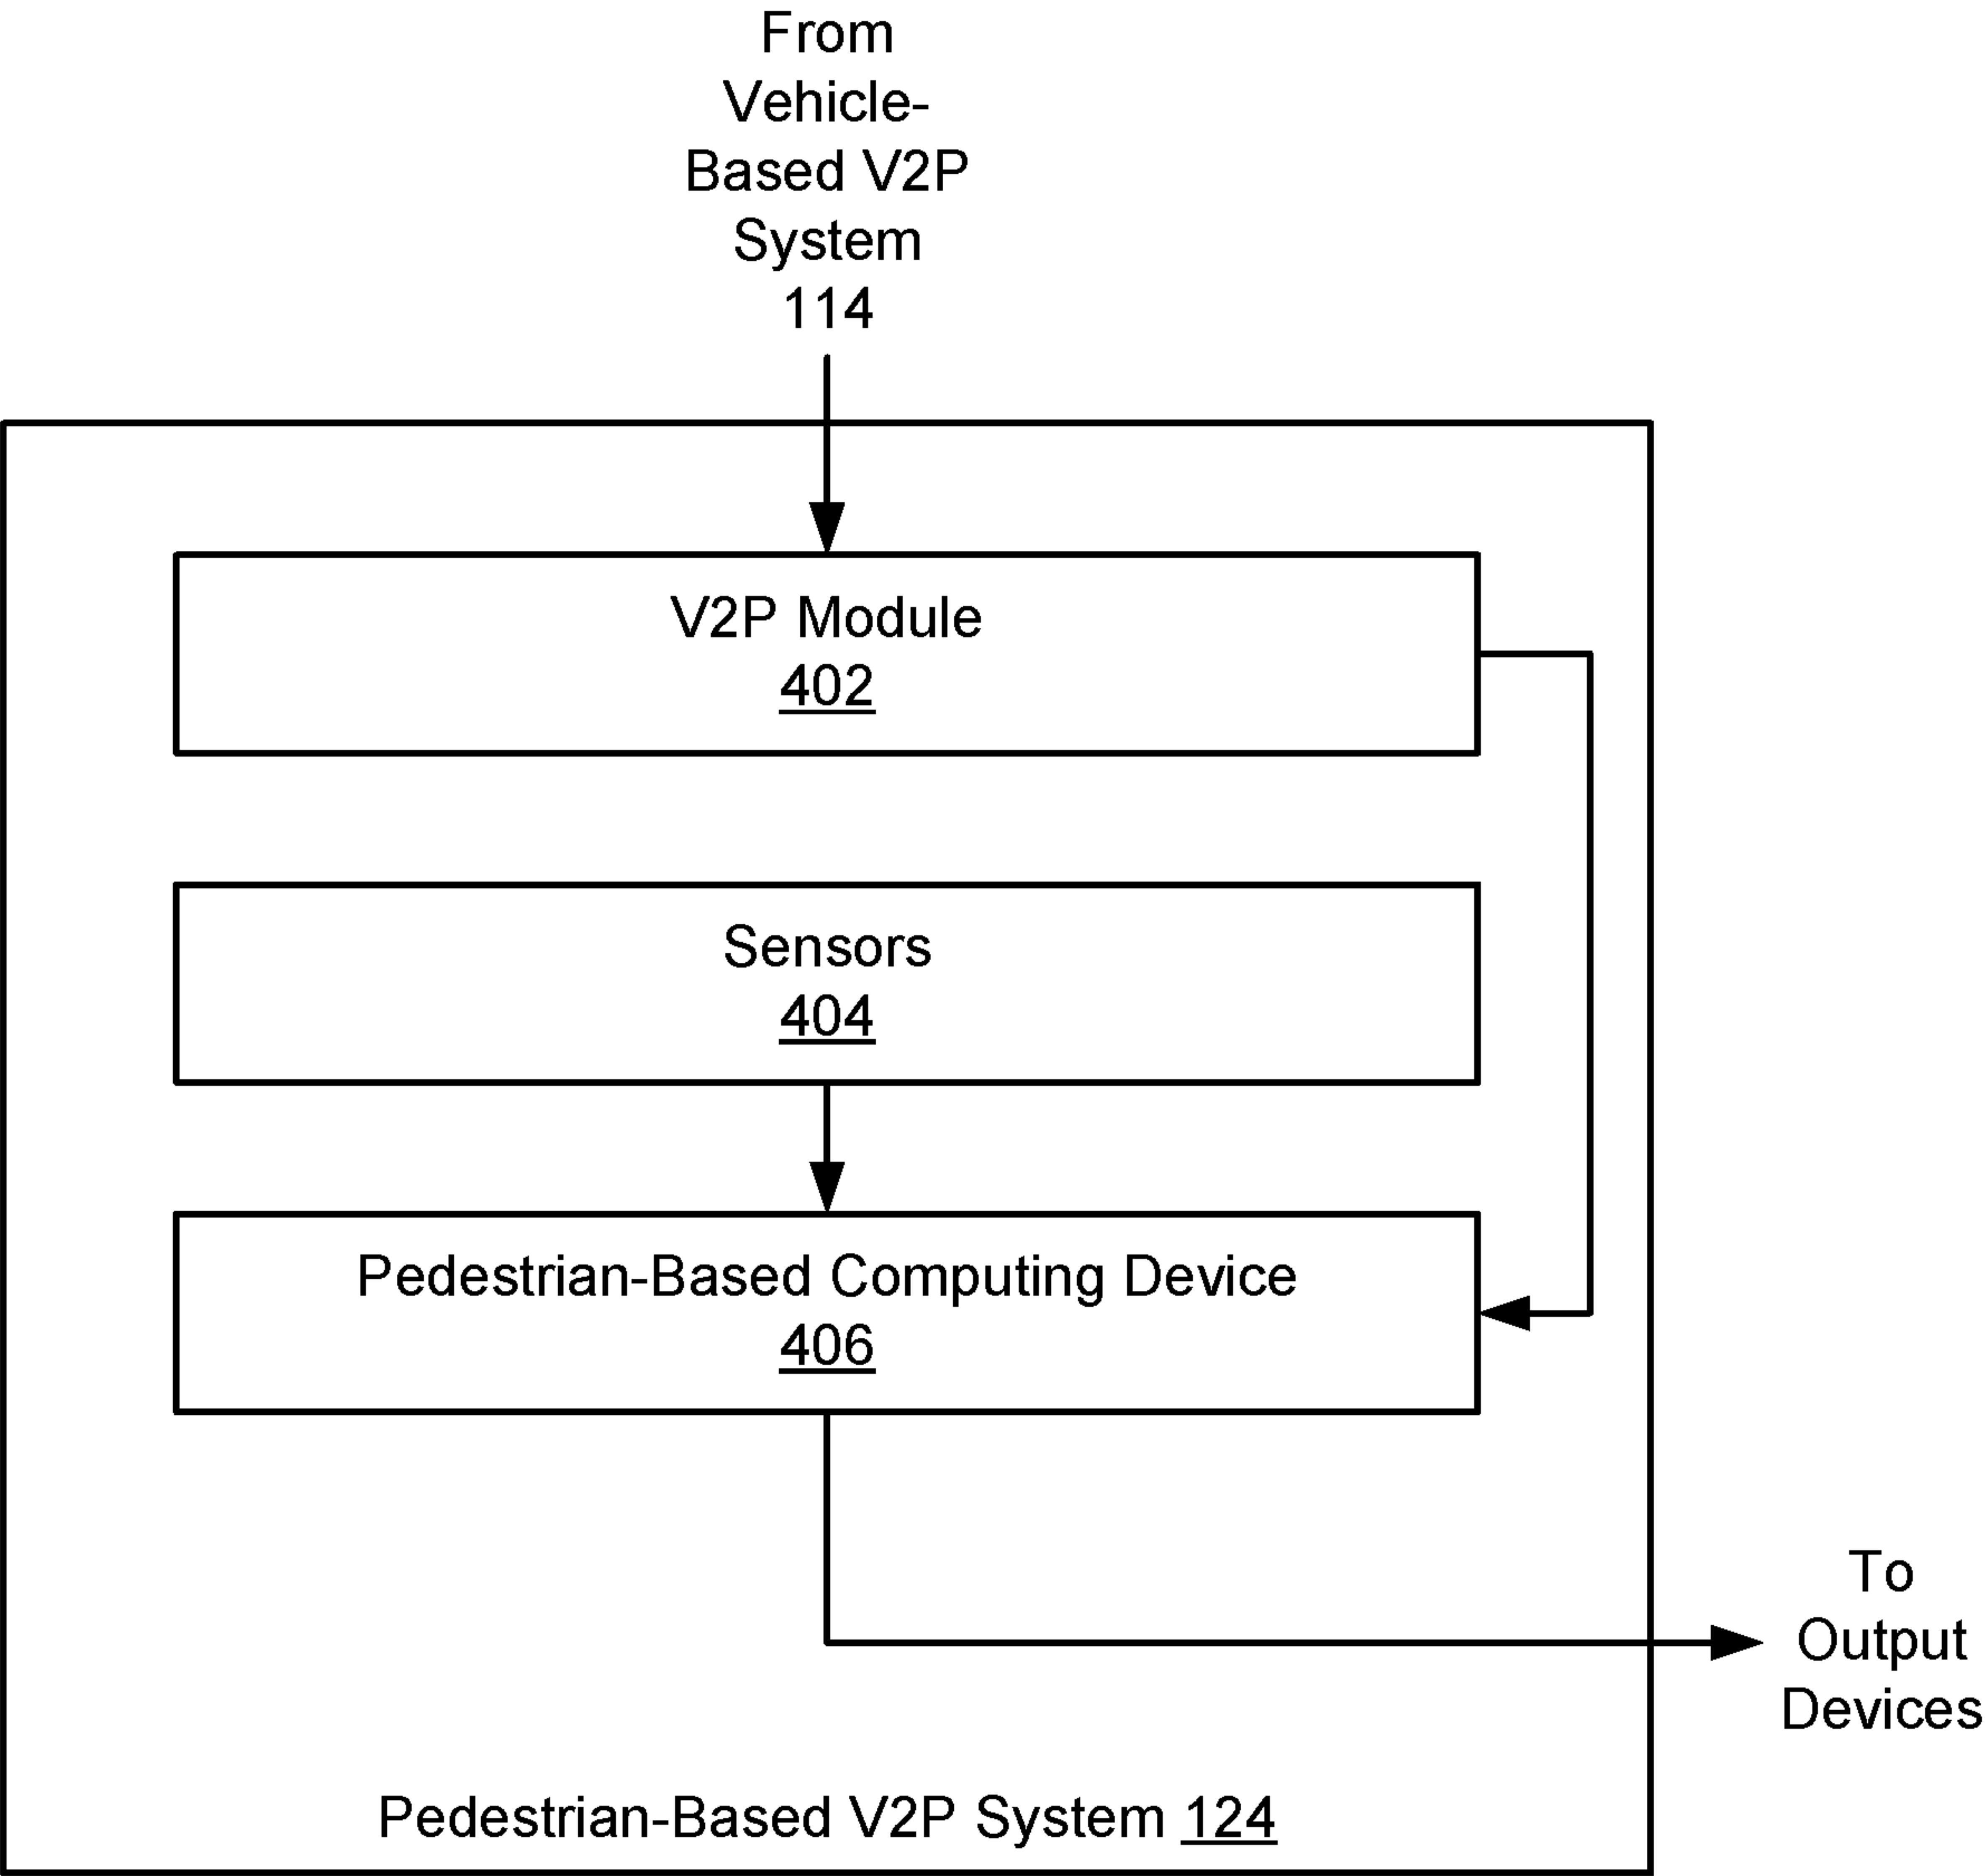 From
Vehicle-
Based V2P
System
114
V2P Module
402
Sensors
404
Pedestrian-Based Computing Device
406
To
Output
Devices
Pedestrian-Based V2P System 124